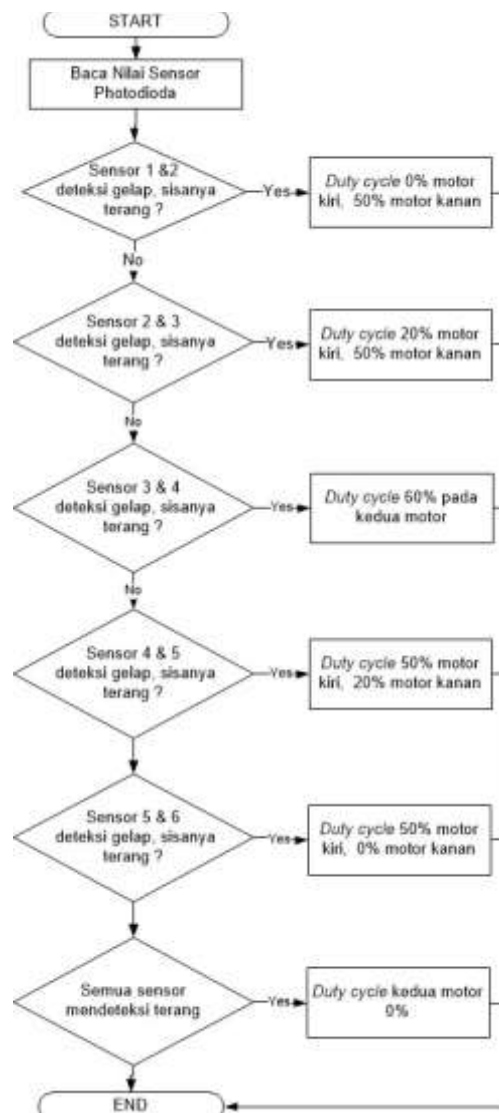 START
Baca Nilai Sensor
Photodioda
Sensor 1 &2
deteksi gelap, sisanya
terang ?
Yes
Duty cycle 0% motor
kiri, 50% motor kanan
No
Sensor 2 & 3
deteksi gelap, sisanya
terang ?
Yes
Duty cycle 20% motor
kiri, 50% motor kanan
No
Sensor 3 & 4
deteksi gelap, sisanya
terang ?
Yes
Duty cycle 60% pada
kedua motor
No
Sensor 4 & 5
deteksi gelap, sisanya
terang ?
Yes
Duty cycle 50% motor
kiri, 20% motor kanan
Sensor 5 & 6
deteksi gelap, sisanya
terang ?
Yes
Duty cycle 50% motor
kiri, 0% motor kanan
Semua sensor
mendeteksi terang
Yes
Duty cycle kedua motor
0%
END